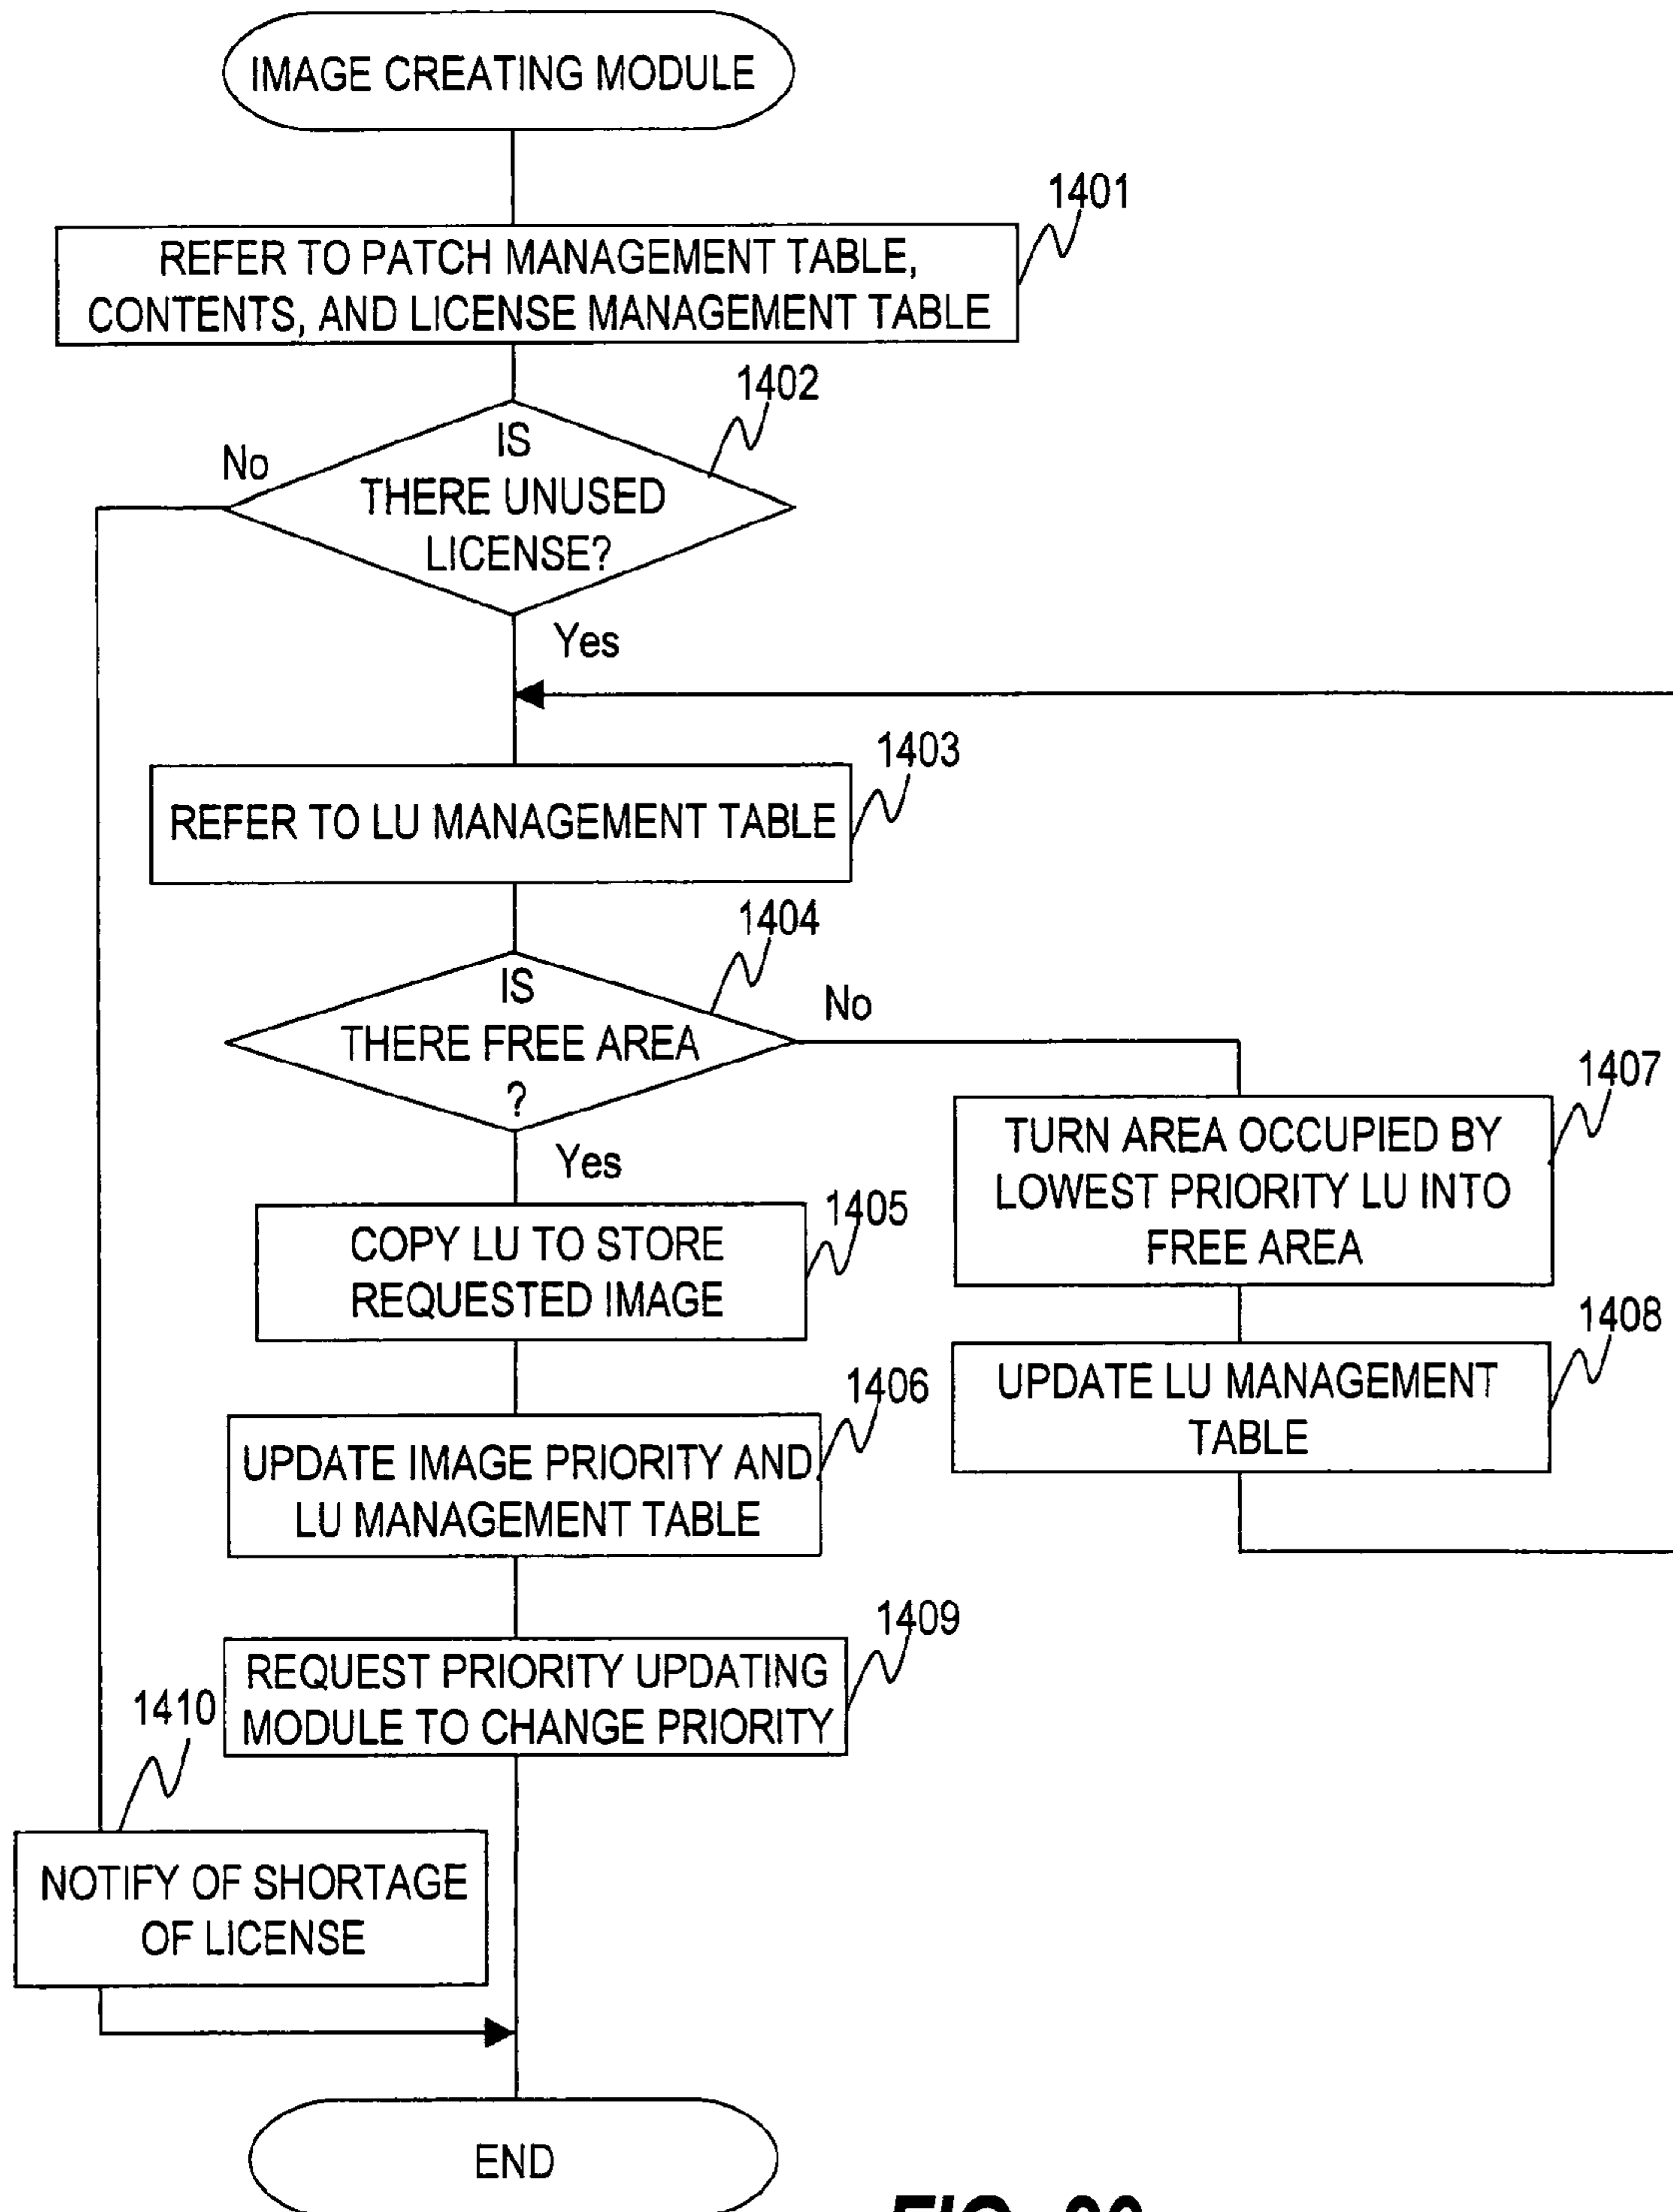 IMAGE CREATING MODULE
1401
REFER TO PATCH MANAGEMENT TABLE,
CONTENTS, AND LICENSE MANAGEMENT TABLE
1402
No
IS
THERE UNUSED
LICENSE?
Yes
1403
REFER TO LU MANAGEMENT TABLE
1404
IS
THERE FREE AREA
?
No
Yes
1407
TURN AREA OCCUPIED BY
LOWEST PRIORITY LU INTO
FREE AREA
1405
COPY LU TO STORE
REQUESTED IMAGE
1408
UPDATE LU MANAGEMENT
TABLE
1406
UPDATE IMAGE PRIORITY AND
LU MANAGEMENT TABLE
1409
REQUEST PRIORITY UPDATING
MODULE TO CHANGE PRIORITY
1410
NOTIFY OF SHORTAGE
OF LICENSE
END